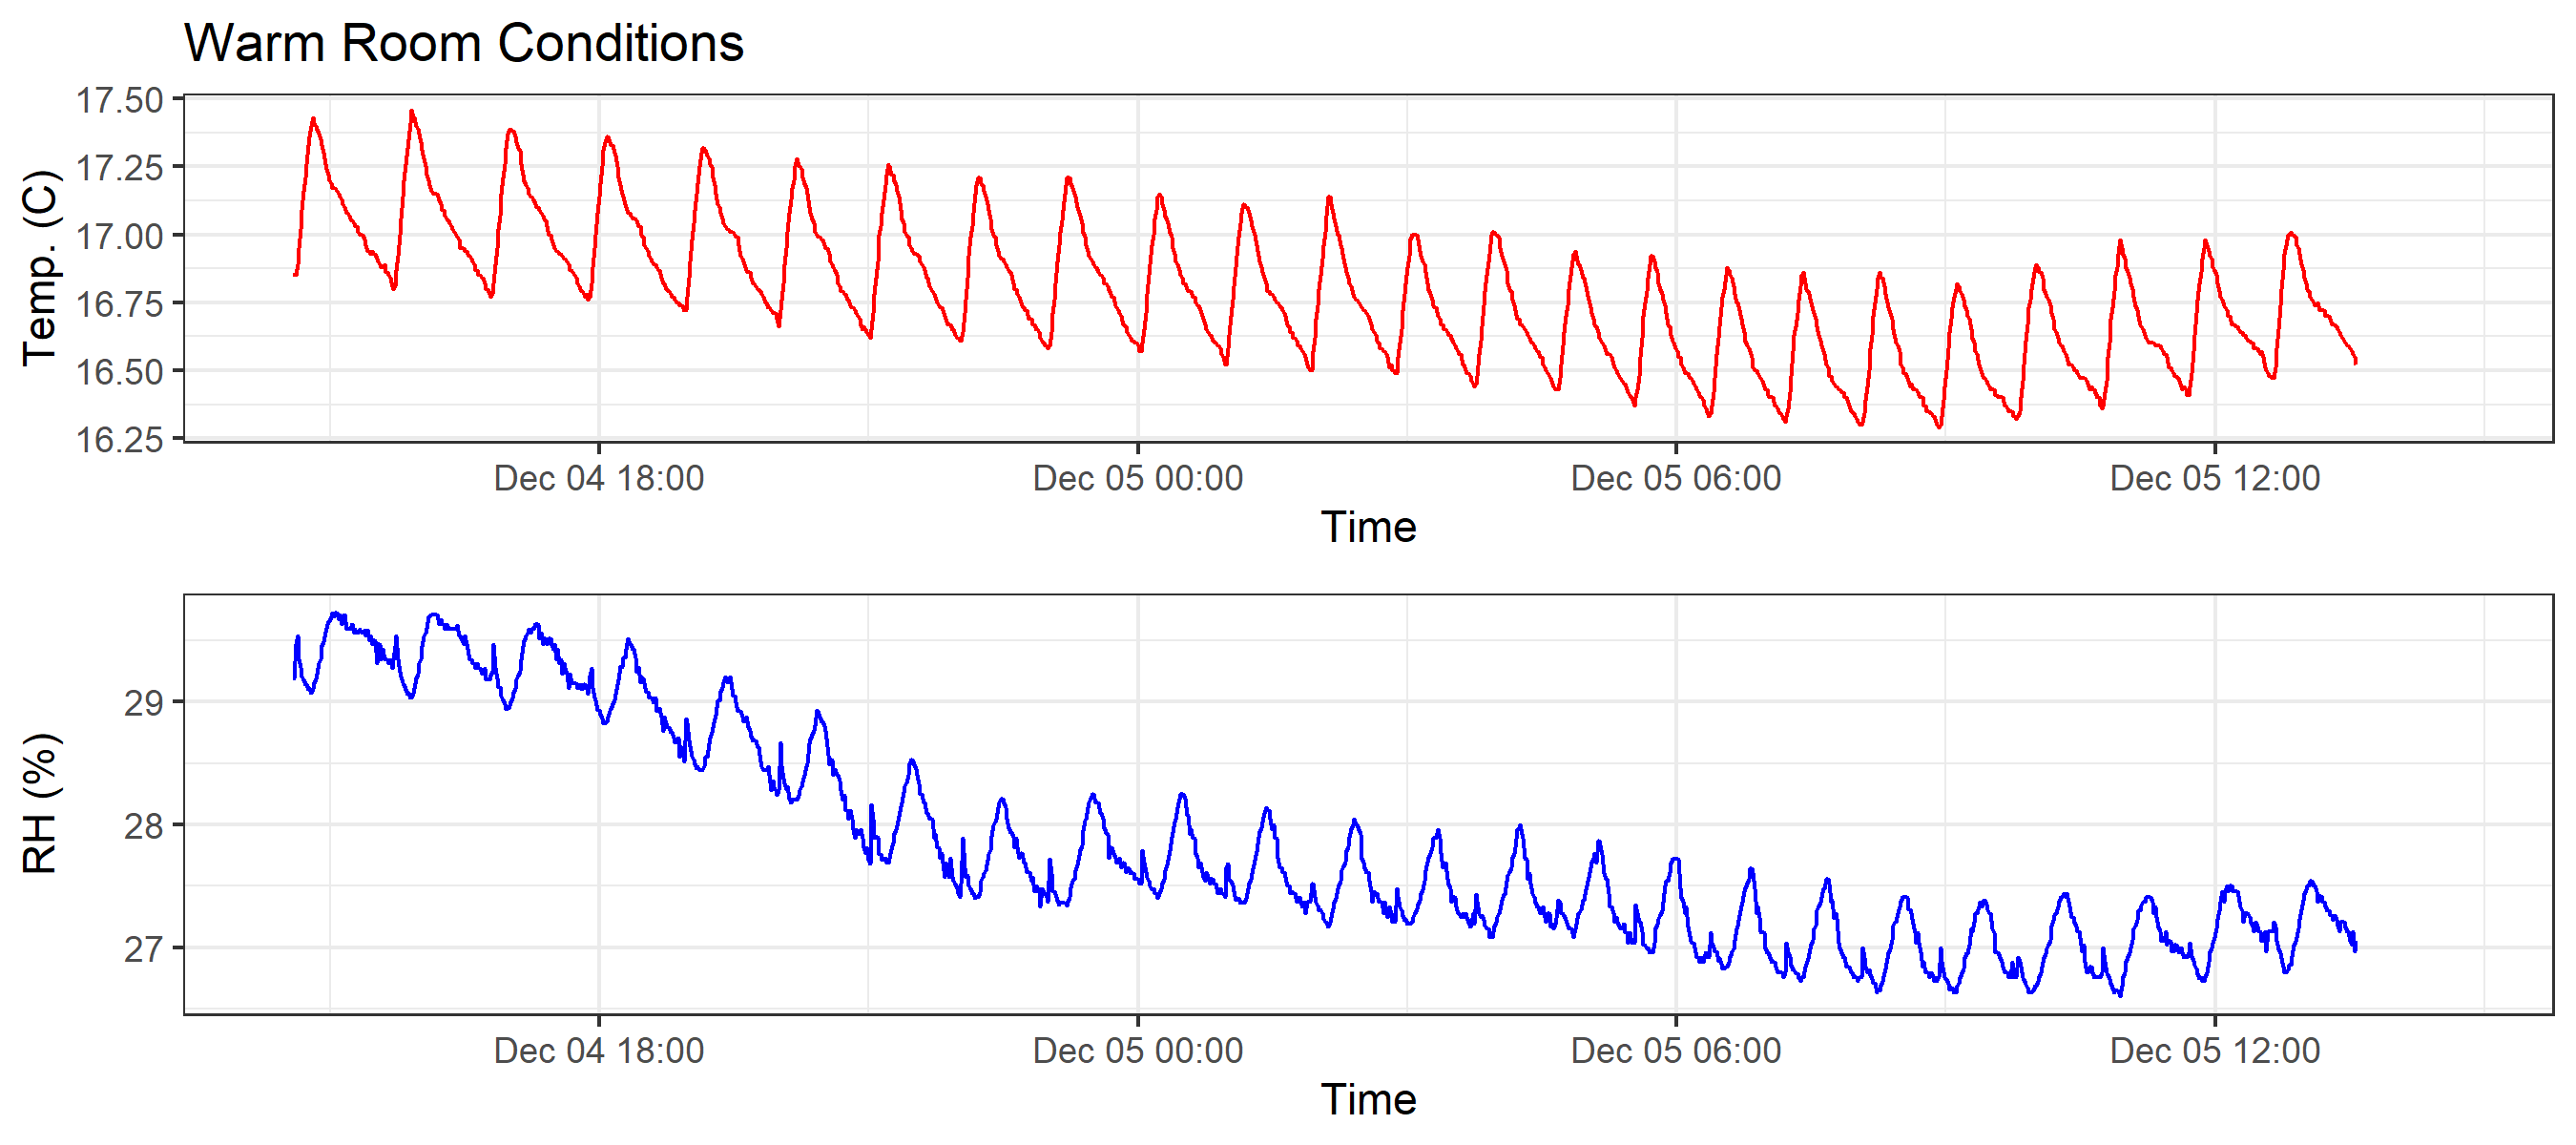 Warm Room Conditions
Temp. (C)
17.50
17.25
17.00
16.75
16.50
16.25
Dec 04 18:00 Dec 05 00:00 Dec 05 06:00 Dec 05 12:00
Time
RH (%)
29
28
27
Dec 04 18:00 Dec 05 00:00 Dec 05 06:00 Dec 05 12:00
Time